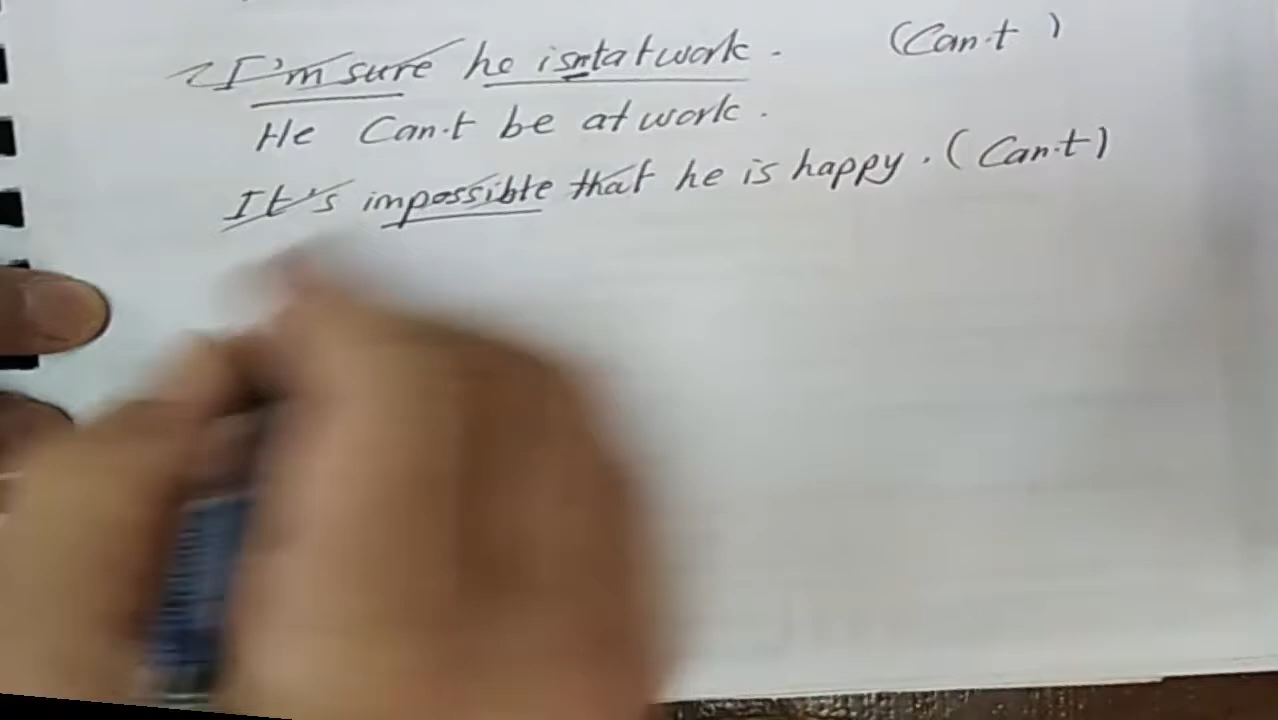 I'm sure he isn't at work. (Can't)
He Can't be at work.
It's impossible that he is happy. (Can't)